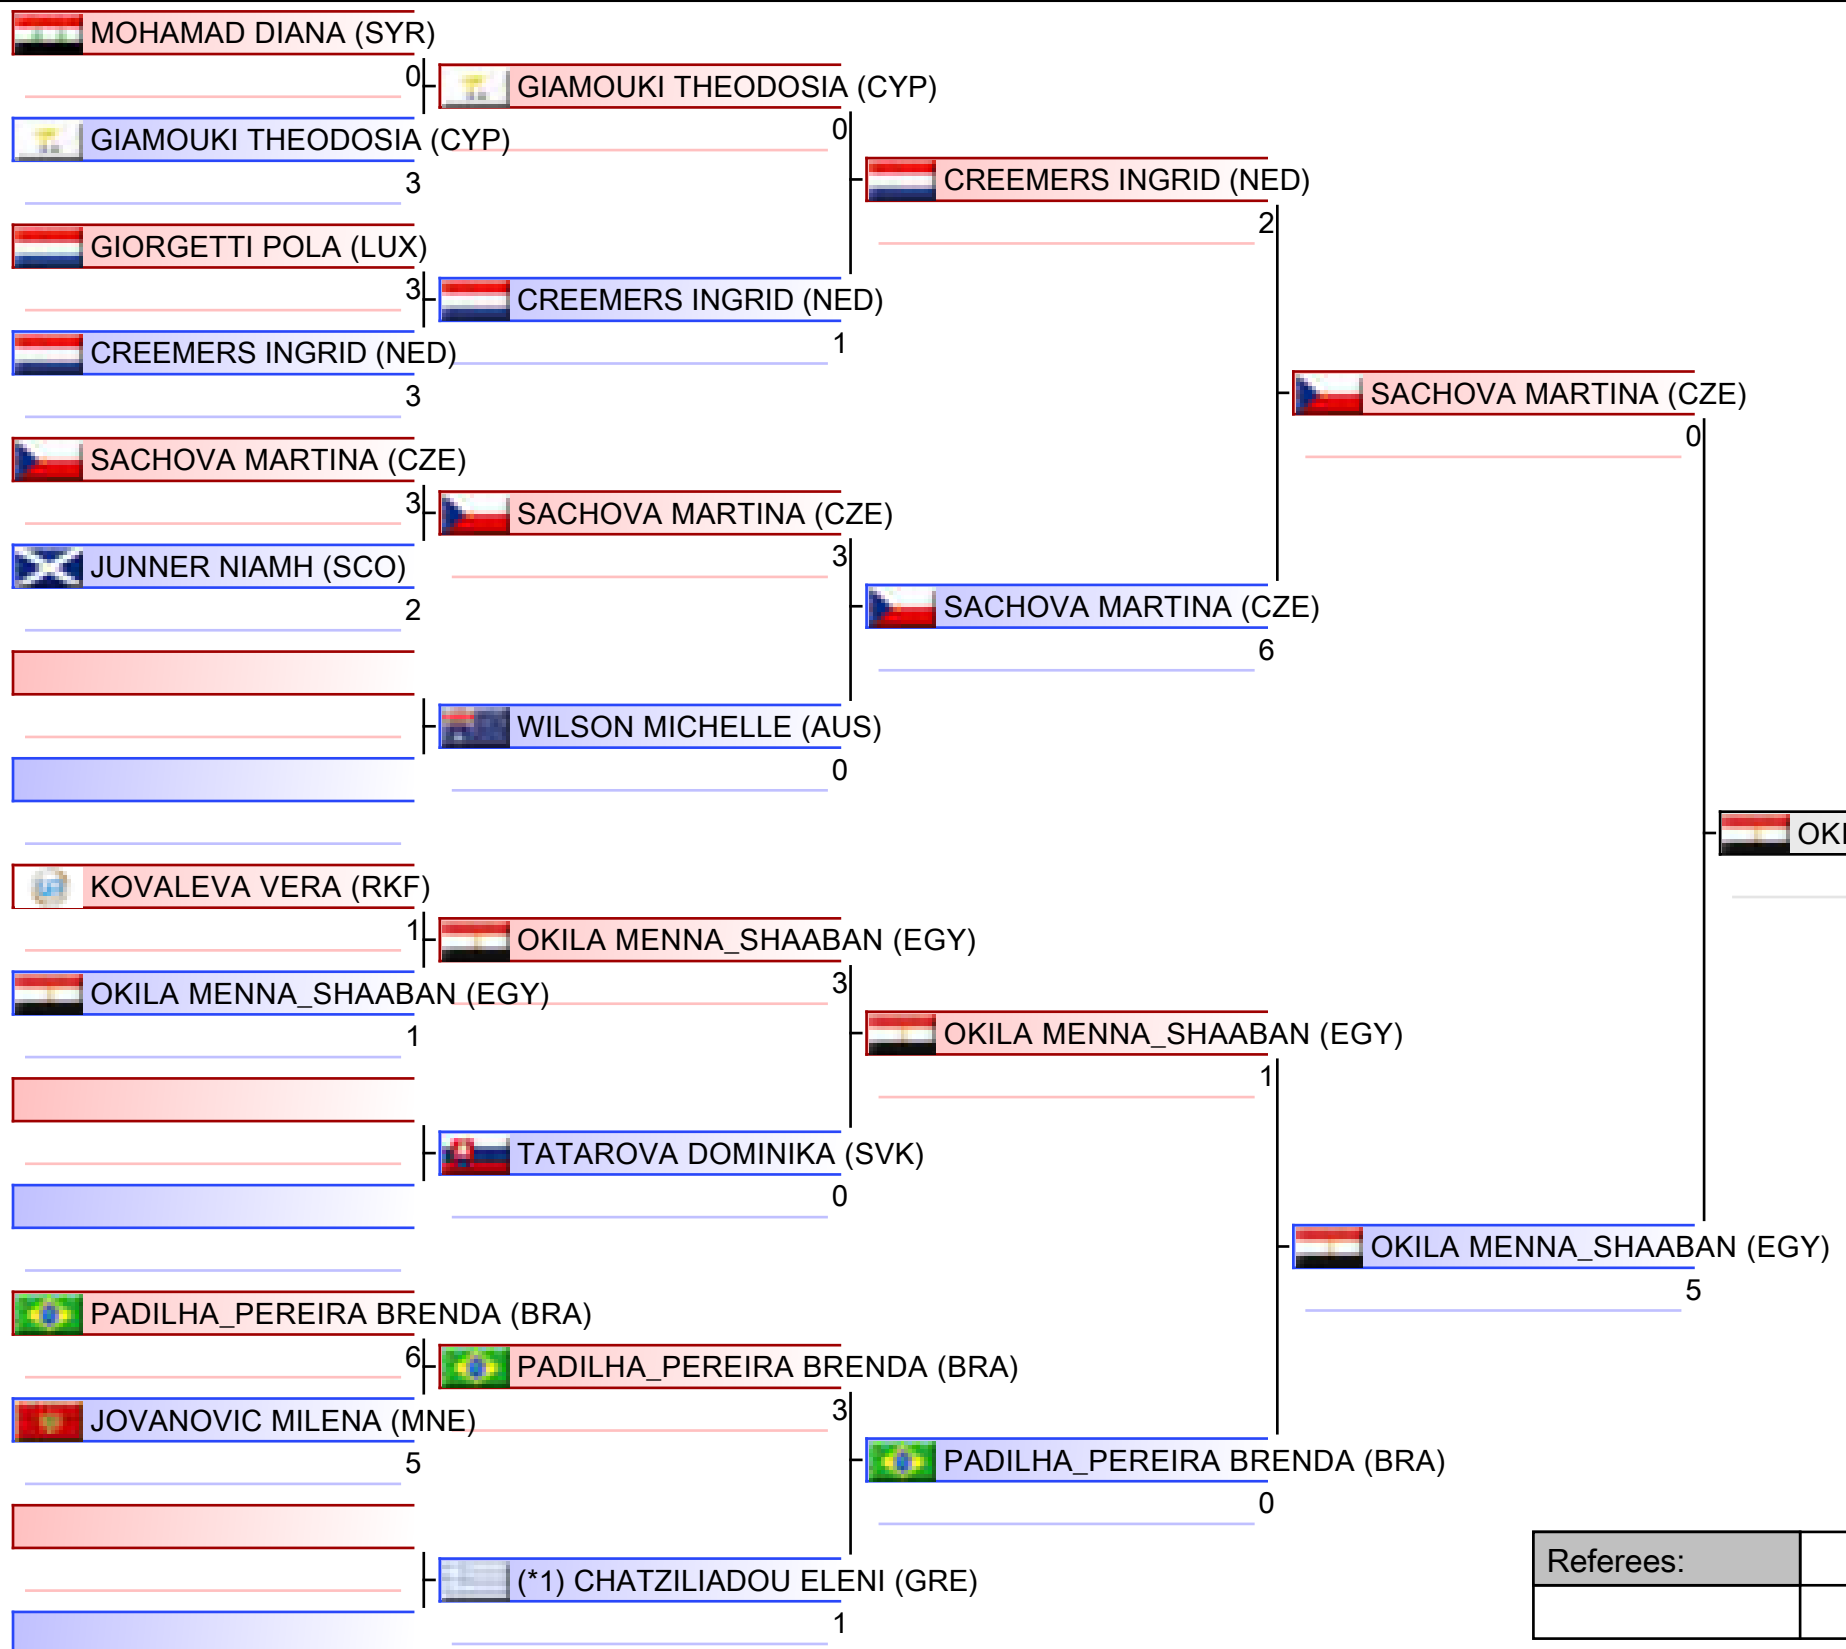 MOHAMAD DIANA (SYR)
0
GIAMOUKI THEODOSIA (CYP)
3
GIORGETTI POLA (LUX)
3
CREEMERS INGRID (NED)
3
SACHOVA MARTINA (CZE)
3
JUNNER NIAMH (SCO)
2
KOVALEVA VERA (RKF)
1
OKILA MENNA_SHAABAN (EGY)
1
PADILHA_PEREIRA BRENDA (BRA)
6
JOVANOVIC MILENA (MNE)
5
GIAMOUKI THEODOSIA (CYP)
0
CREEMERS INGRID (NED)
1
SACHOVA MARTINA (CZE)
3
WILSON MICHELLE (AUS)
0
OKILA MENNA_SHAABAN (EGY)
3
TATAROVA DOMINIKA (SVK)
0
PADILHA_PEREIRA BRENDA (BRA)
3
(*1) CHATZILIADOU ELENI (GRE)
1
CREEMERS INGRID (NED)
2
SACHOVA MARTINA (CZE)
6
OKILA MENNA_SHAABAN (EGY)
1
PADILHA_PEREIRA BRENDA (BRA)
0
SACHOVA MARTINA (CZE)
0
OKILA MENNA_SHAABAN (EGY)
5
Referees: